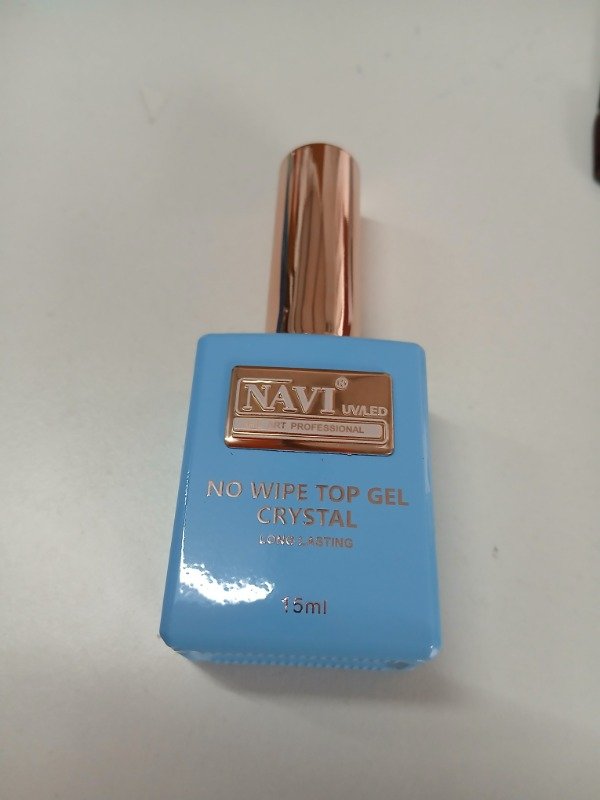 NAVI® UV/LED
ART PROFESSIONAL
NO WIPE TOP GEL
CRYSTAL
LONG LASTING
15ml